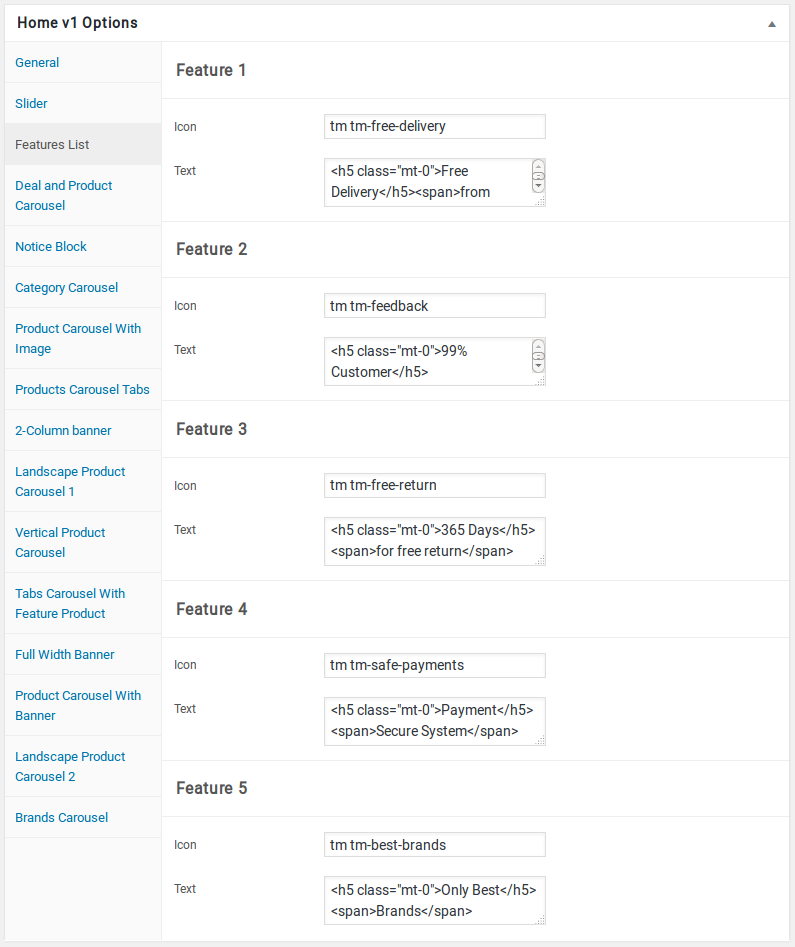 Home v1 Options
General
Slider
Features List
Deal and Product
Carousel
Notice Block
Category Carousel
Product Carousel With
Image
Products Carousel Tabs
2-Column banner
Landscape Product
Carousel 1
Vertical Product
Carousel
Tabs Carousel With
Feature Product
Full Width Banner
Product Carousel With
Banner
Landscape Product
Carousel 2
Brands Carousel
Feature 1
Icon
tm tm-free-delivery
Text
<h5 class="mt-0">Free
Delivery</h5><span>from
Feature 2
Icon
tm tm-feedback
Text
<h5 class="mt-0">99%
Customer</h5>
Feature 3
Icon
tm tm-free-return
Text
<h5 class="mt-0">365 Days</h5>
<span>for free return</span>
Feature 4
Icon
tm tm-safe-payments
Text
<h5 class="mt-0">Payment</h5>
<span>Secure System</span>
Feature 5
Icon
tm tm-best-brands
Text
<h5 class="mt-0">Only Best</h5>
<span>Brands</span>